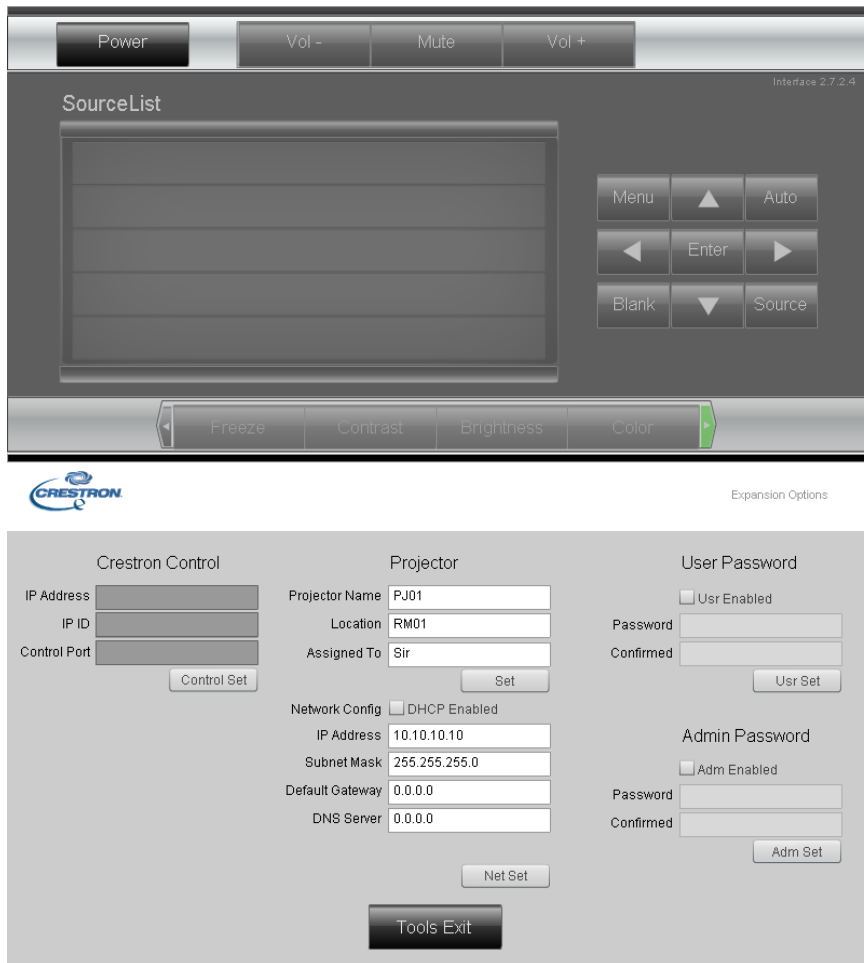 Power Vol - Mute Vol +
Interface 2.7.2.4
SourceList
Menu Auto
Enter
Blank Source
Freeze Contrast Brightness Color
CRESTRON
Expansion Options
Crestron Control
IP Address
IP ID
Control Port
Control Set
Projector
Projector Name PJ01
Location RM01
Assigned To Sir
Set
Network Config DHCP Enabled
IP Address 10.10.10.10
Subnet Mask 255.255.255.0
Default Gateway 0.0.0.0
DNS Server 0.0.0.0
Net Set
User Password
Usr Enabled
Password
Confirmed
Usr Set
Admin Password
Adm Enabled
Password
Confirmed
Adm Set
Tools Exit